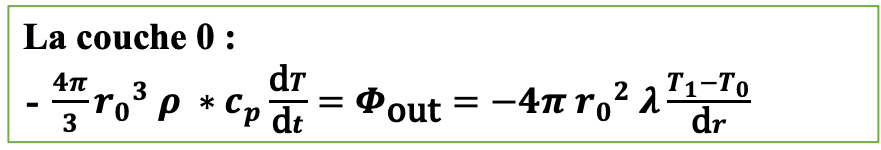 La couche 0 :
- 4π/3 r₀³ ρ * cₚ dT/dt = Φout = −4π r₀² λ T₁−T₀/dr